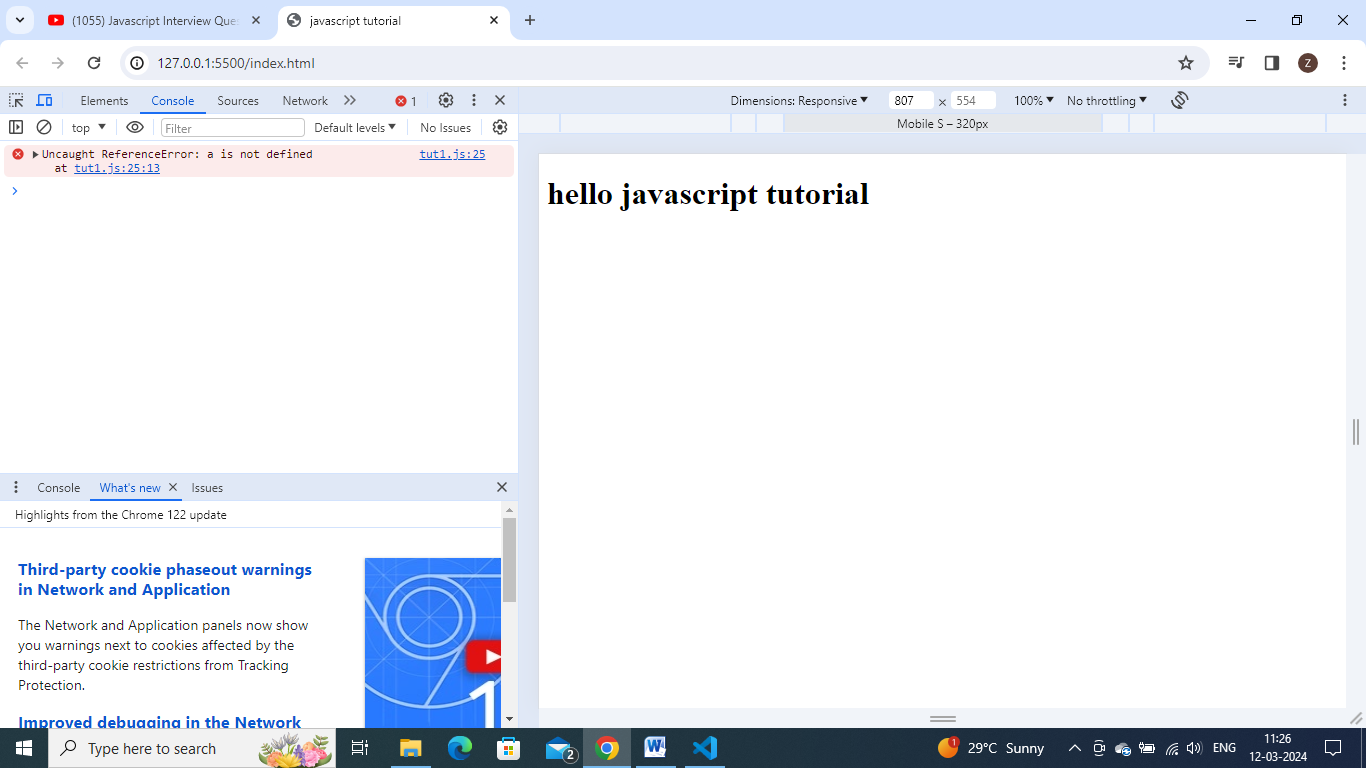 (1055) Javascript Interview Que
javascript tutorial
127.0.0.1:5500/index.html
Z
Elements Console Sources Network 1
Dimensions: Responsive 807 × 554 100% No throttling
top Filter Default levels No Issues
Mobile S – 320px
Uncaught ReferenceError: a is not defined tut1.js:25
at tut1.js:25:13
hello javascript tutorial
Console What's new Issues
Highlights from the Chrome 122 update
Third-party cookie phaseout warnings
in Network and Application
The Network and Application panels now show
you warnings next to cookies affected by the
third-party cookie restrictions from Tracking
Protection.
Improved debugging in the Network
Type here to search
2
1
29°C Sunny
ENG
11:26
12-03-2024